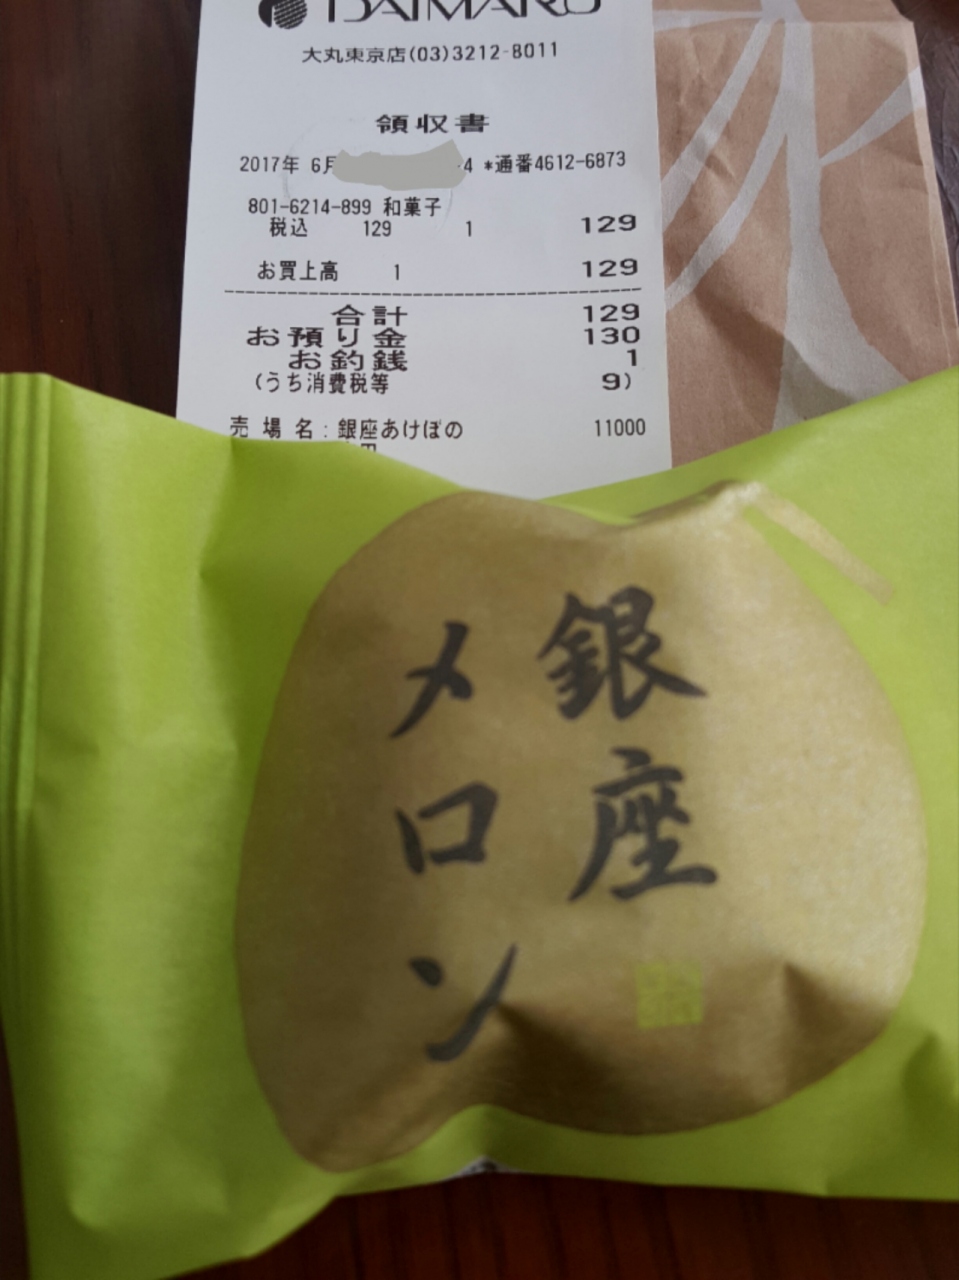 DAIMARU
大丸東京店(03)3212-8011
領収書
2017年 6月 -4 *通番4612-6873
801-6214-899 和菓子
税込 129 1 129
お買上高 1 129
合計 129
お預り金 130
お釣銭 1
(うち消費税等 9)
売場名:銀座あけぼの 11000
銀座
メロン